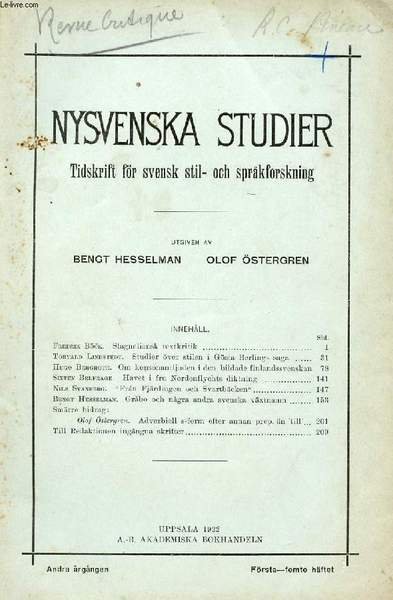 Le-livre.com
Revue Critique
NYSVENSKA STUDIER
Tidskrift för svensk stil- och språkforskning
UTGIVEN AV
BENGT HESSELMAN OLOF ÖSTERGREN
INNEHÅLL.
Sid.
Fredrik Böök. Stagneliansk textkritik 1
Torvald Lindstedt. Studier över stilen i Gösta Berlings saga 31
Hugo Bergroth. Om konsonantljuden i den bildade finlandssvenskan 78
Sixten Belfrage. Havet i fru Nordenflychts diktning 141
Nils Svanberg. "Från Fjärdingen och Svartbäcken" 147
Bengt Hesselman. Gråbo och några andra svenska växtnamn 153
Smärre bidrag:
Olof Östergren. Adverbiell s-form efter annan prep. än 'till' 201
Till Redaktionen ingångna skrifter 209
UPPSALA 1922
A.-B. AKADEMISKA BOKHANDELN
Andra årgången Första—femte häftet